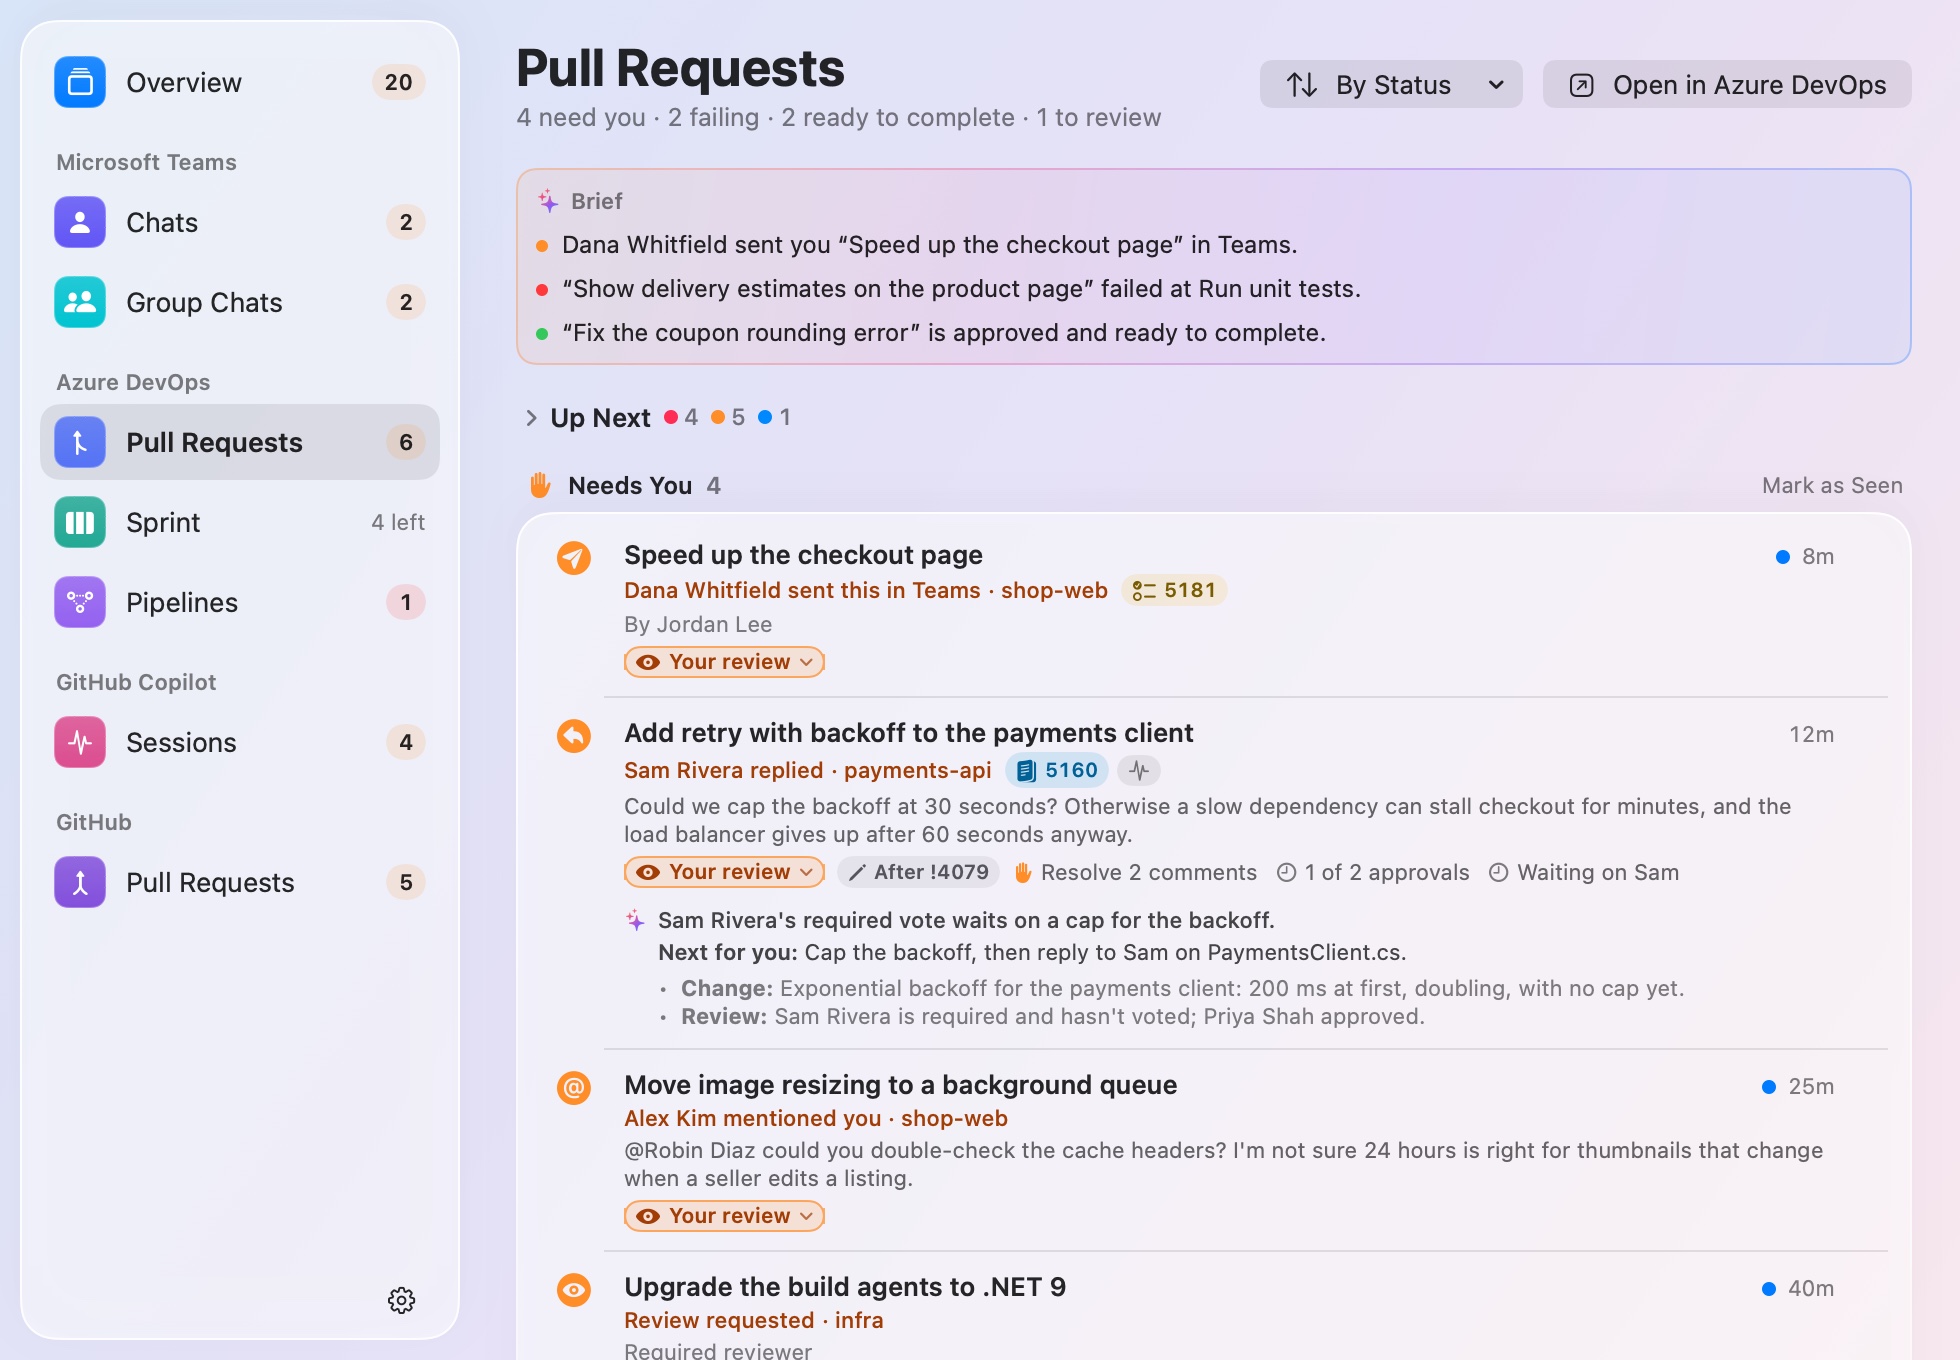 Overview 20
Microsoft Teams
Chats 2
Group Chats 2
Azure DevOps
Pull Requests 6
Sprint 4 left
Pipelines 1
GitHub Copilot
Sessions 4
GitHub
Pull Requests 5
Pull Requests
4 need you · 2 failing · 2 ready to complete · 1 to review
By Status
Open in Azure DevOps
Brief
Dana Whitfield sent you “Speed up the checkout page” in Teams.
“Show delivery estimates on the product page” failed at Run unit tests.
“Fix the coupon rounding error” is approved and ready to complete.
Up Next 4 5 1
Needs You 4
Mark as Seen
Speed up the checkout page 8m
Dana Whitfield sent this in Teams · shop-web 5181
By Jordan Lee
Your review
Add retry with backoff to the payments client 12m
Sam Rivera replied · payments-api 5160
Could we cap the backoff at 30 seconds? Otherwise a slow dependency can stall checkout for minutes, and the
load balancer gives up after 60 seconds anyway.
Your review After !4079 Resolve 2 comments 1 of 2 approvals Waiting on Sam
Sam Rivera's required vote waits on a cap for the backoff.
Next for you: Cap the backoff, then reply to Sam on PaymentsClient.cs.
• Change: Exponential backoff for the payments client: 200 ms at first, doubling, with no cap yet.
• Review: Sam Rivera is required and hasn't voted; Priya Shah approved.
Move image resizing to a background queue 25m
Alex Kim mentioned you · shop-web
@Robin Diaz could you double-check the cache headers? I'm not sure 24 hours is right for thumbnails that change
when a seller edits a listing.
Your review
Upgrade the build agents to .NET 9 40m
Review requested · infra
Required reviewer